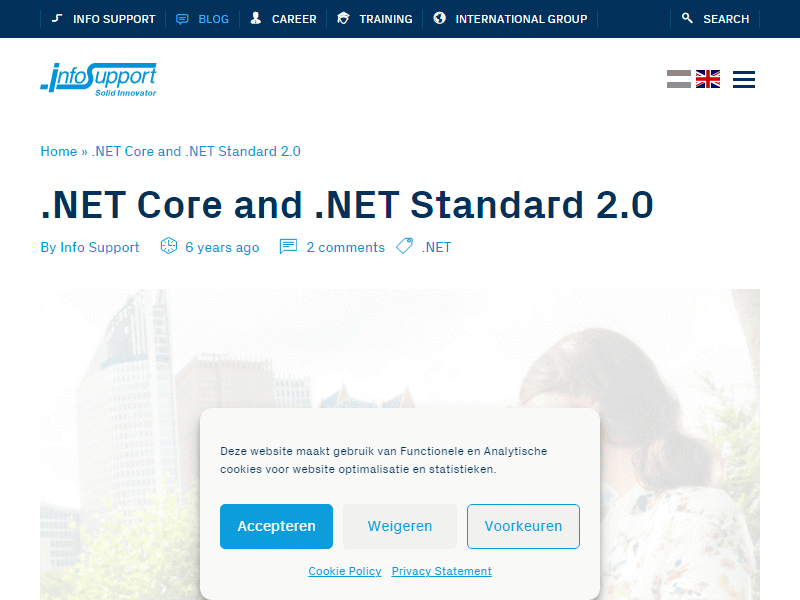 INFO SUPPORT BLOG CAREER TRAINING INTERNATIONAL GROUP SEARCH
infoSupport
Solid Innovator
Home » .NET Core and .NET Standard 2.0
.NET Core and .NET Standard 2.0
By Info Support 6 years ago 2 comments .NET
Deze website maakt gebruik van Functionele en Analytische
cookies voor website optimalisatie en statistieken.
Accepteren Weigeren Voorkeuren
Cookie Policy Privacy Statement